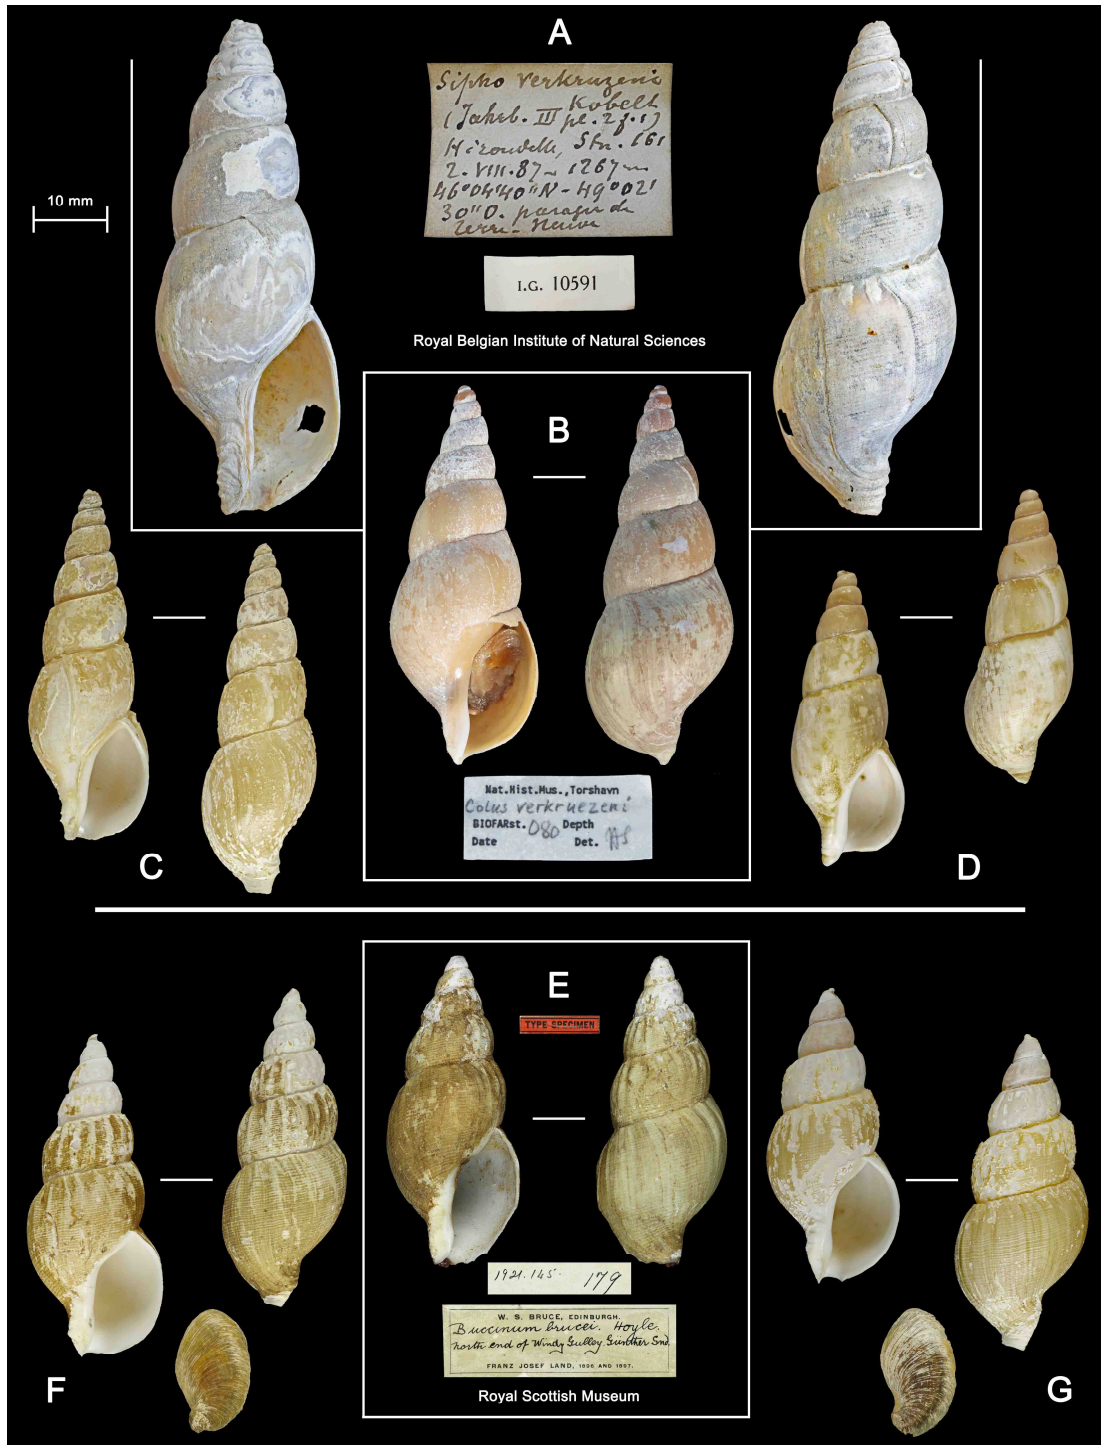 A
Sipho Verkruzeni
Kobelt
(Jahrb. III pl. 2 f. 1)
Hirondelle, Stn. 161
2. VIII. 87 - 1267 m
46°04'40"N - 49°02'
30"O. parages de
Terre-Neuve
10 mm
I.G. 10591
Royal Belgian Institute of Natural Sciences
B
Nat.Hist.Mus.,Torshavn
Colus verkruezeni
BIOFARst. 080 Depth
Date Det.
C
D
E
TYPE SPECIMEN
1921.145. 179
W. S. BRUCE, EDINBURGH.
Buccinum brucei. Hoyle.
north end of Windy Gulley Günther Snd.
FRANZ JOSEF LAND, 1896 AND 1897.
Royal Scottish Museum
F
G